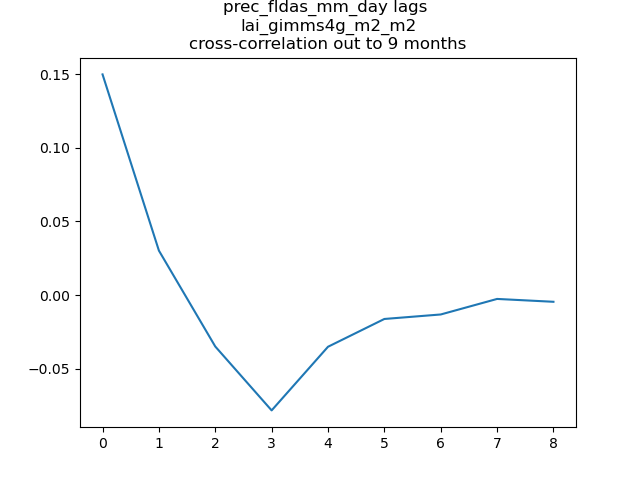 prec_fldas_mm_day lags
lai_gimms4g_m2_m2
cross-correlation out to 9 months
0.15
0.10
0.05
0.00
−0.05
0 1 2 3 4 5 6 7 8